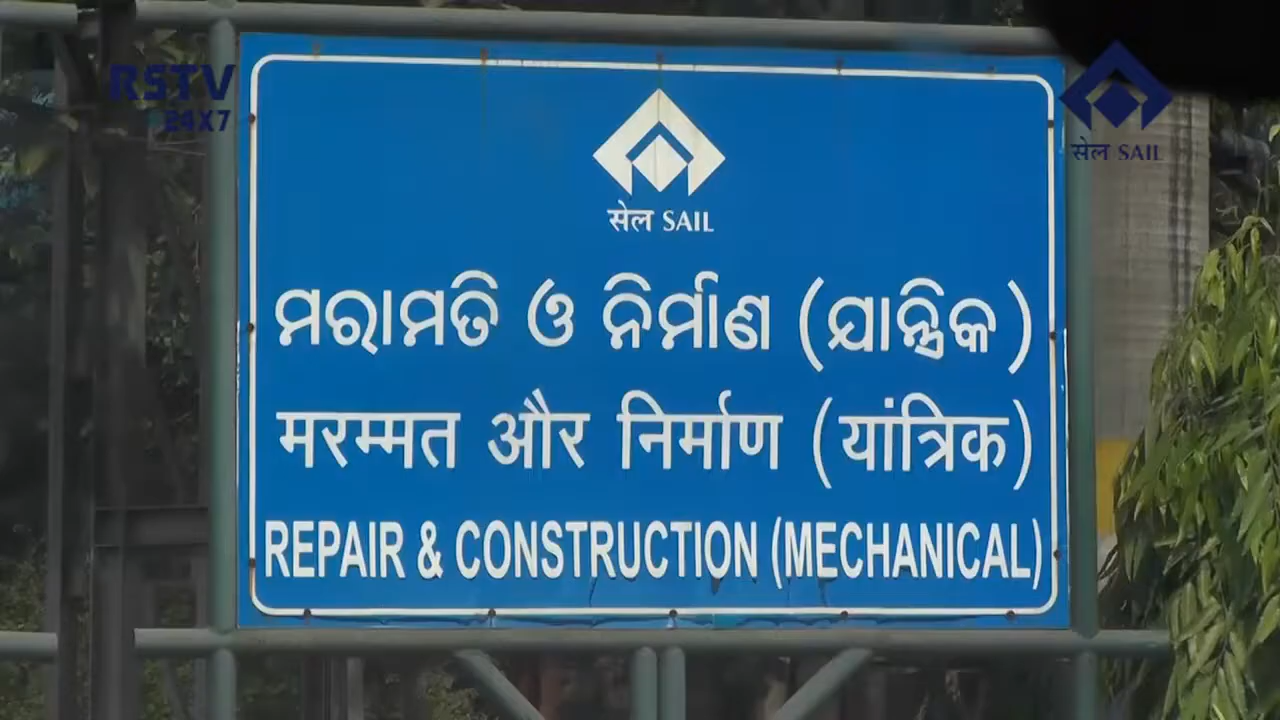 RSTV
24X7
सेल SAIL
सेल SAIL
ମରାମତି ଓ ନିର୍ମାଣ (ଯାନ୍ତ୍ରିକ)
मरम्मत और निर्माण (यांत्रिक)
REPAIR & CONSTRUCTION (MECHANICAL)